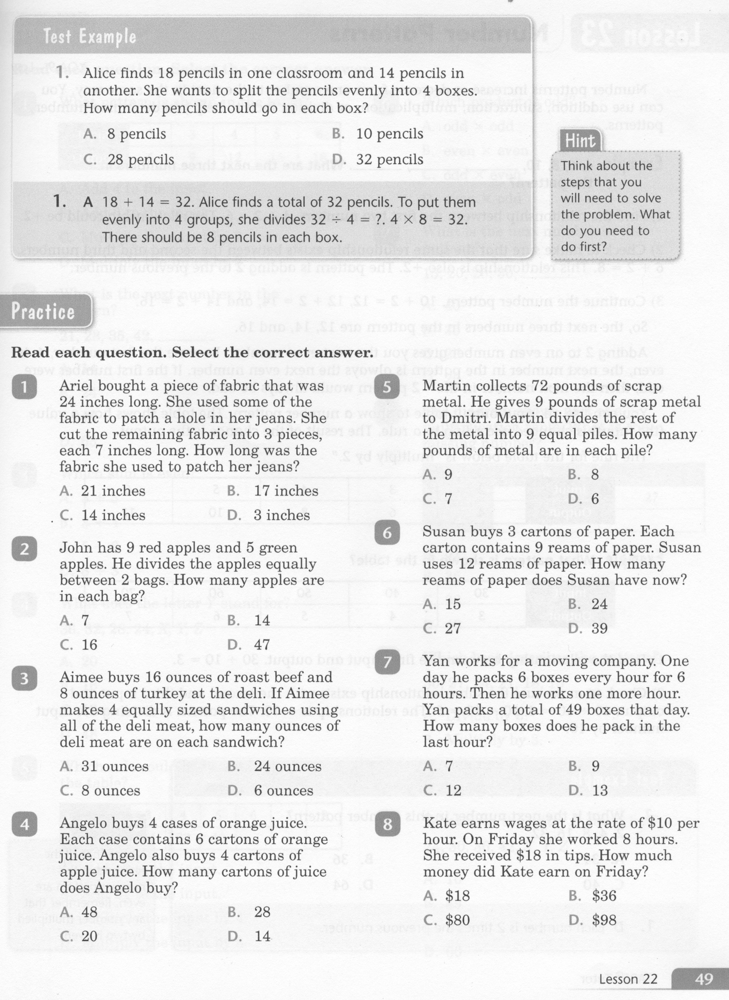 Test Example
1. Alice finds 18 pencils in one classroom and 14 pencils in
another. She wants to split the pencils evenly into 4 boxes.
How many pencils should go in each box?
A. 8 pencils B. 10 pencils
C. 28 pencils D. 32 pencils
1. A 18 + 14 = 32. Alice finds a total of 32 pencils. To put them
evenly into 4 groups, she divides 32 ÷ 4 = ?. 4 × 8 = 32.
There should be 8 pencils in each box.
Hint
Think about the
steps that you
will need to solve
the problem. What
do you need to
do first?
Practice
Read each question. Select the correct answer.
1 Ariel bought a piece of fabric that was
24 inches long. She used some of the
fabric to patch a hole in her jeans. She
cut the remaining fabric into 3 pieces,
each 7 inches long. How long was the
fabric she used to patch her jeans?
A. 21 inches B. 17 inches
C. 14 inches D. 3 inches
2 John has 9 red apples and 5 green
apples. He divides the apples equally
between 2 bags. How many apples are
in each bag?
A. 7 B. 14
C. 16 D. 47
3 Aimee buys 16 ounces of roast beef and
8 ounces of turkey at the deli. If Aimee
makes 4 equally sized sandwiches using
all of the deli meat, how many ounces of
deli meat are on each sandwich?
A. 31 ounces B. 24 ounces
C. 8 ounces D. 6 ounces
4 Angelo buys 4 cases of orange juice.
Each case contains 6 cartons of orange
juice. Angelo also buys 4 cartons of
apple juice. How many cartons of juice
does Angelo buy?
A. 48 B. 28
C. 20 D. 14
5 Martin collects 72 pounds of scrap
metal. He gives 9 pounds of scrap metal
to Dmitri. Martin divides the rest of
the metal into 9 equal piles. How many
pounds of metal are in each pile?
A. 9 B. 8
C. 7 D. 6
6 Susan buys 3 cartons of paper. Each
carton contains 9 reams of paper. Susan
uses 12 reams of paper. How many
reams of paper does Susan have now?
A. 15 B. 24
C. 27 D. 39
7 Yan works for a moving company. One
day he packs 6 boxes every hour for 6
hours. Then he works one more hour.
Yan packs a total of 49 boxes that day.
How many boxes does he pack in the
last hour?
A. 7 B. 9
C. 12 D. 13
8 Kate earns wages at the rate of $10 per
hour. On Friday she worked 8 hours.
She received $18 in tips. How much
money did Kate earn on Friday?
A. $18 B. $36
C. $80 D. $98
Lesson 22 49